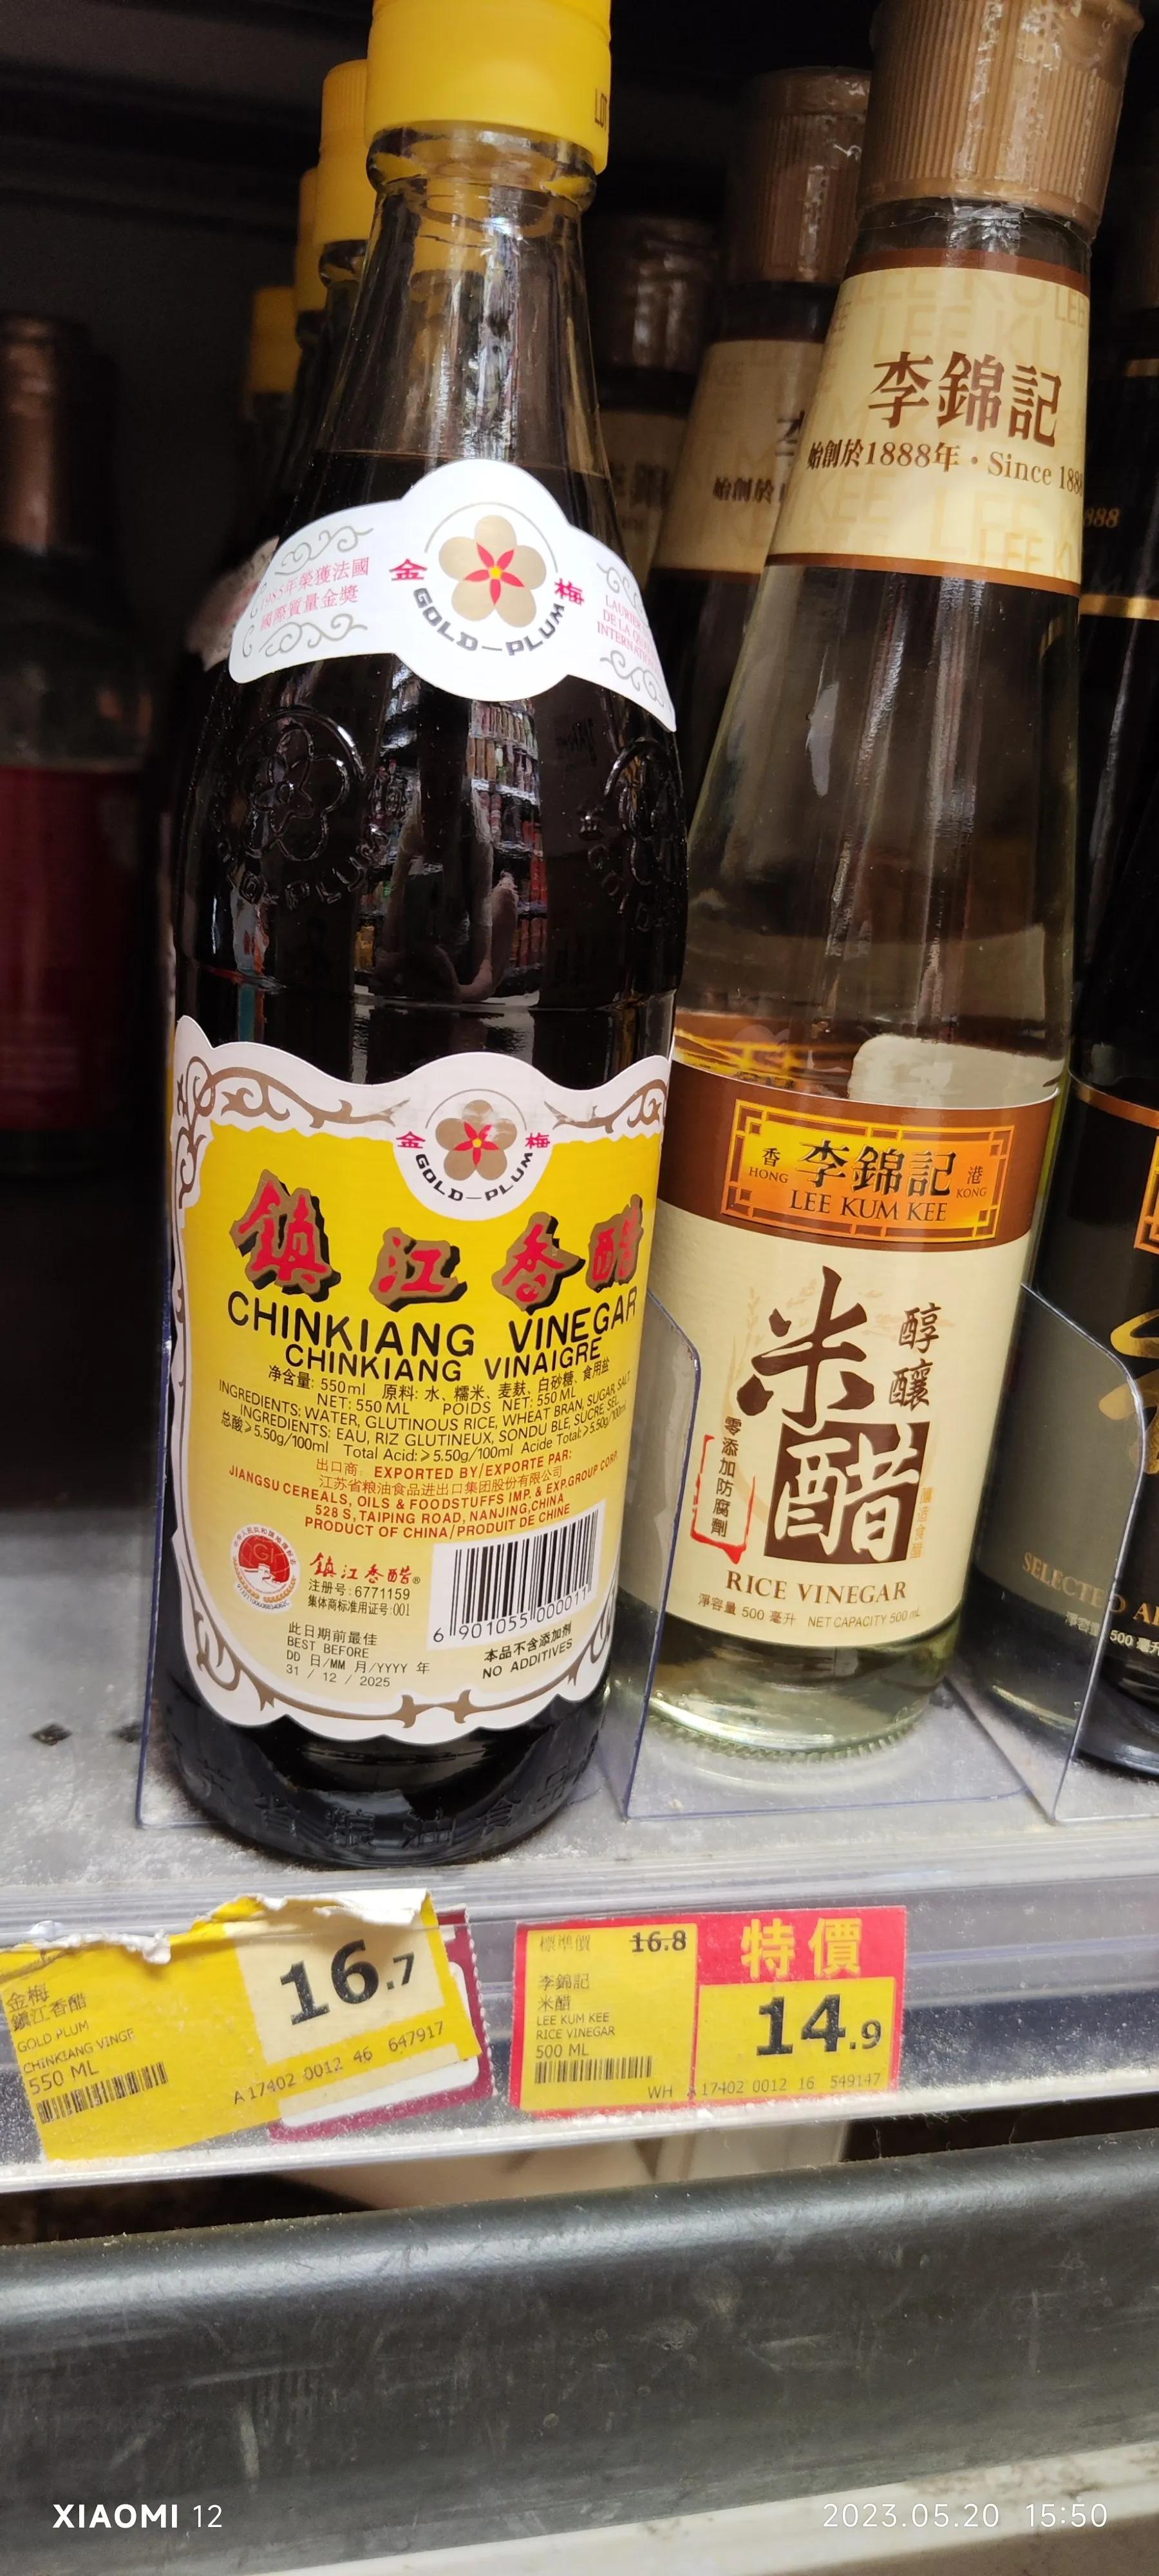 LOT
1985年榮獲法國
國際質量金獎
金 梅
GOLD-PLUM
金 梅
GOLD-PLUM
鎮江香醋
CHINKIANG VINEGAR
CHINKIANG VINAIGRE
净含量: 550ml 原料: 水、糯米、麦麸、白砂糖、食用盐
NET: 550 ML POIDS NET: 550 ML
INGREDIENTS: WATER, GLUTINOUS RICE, WHEAT BRAN, SUGAR, SALT
INGREDIENTS: EAU, RIZ GLUTINEUX, SONDU BLE, SUCRE, SEL
总酸≥5.50g/100ml Total Acid:≥5.50g/100ml Acide Total:≥5.50g/100ml
出口商: EXPORTED BY/EXPORTE PAR:
江苏省粮油食品进出口集团股份有限公司
JIANGSU CEREALS, OILS & FOODSTUFFS IMP. & EXP.GROUP CORP.
528 S, TAIPING ROAD, NANJING,CHINA
PRODUCT OF CHINA/PRODUIT DE CHINE
鎮江香醋®
注册号:6771159
集体商标准用证号:001
6 901055 000011
此日期前最佳
BEST BEFORE
DD 日/MM 月/YYYY 年
31 / 12 / 2025
本品不含添加剂
NO ADDITIVES
李錦記
始創於1888年·Since 1888
香 李錦記 港
HONG LEE KUM KEE KONG
醇釀
米醋
零添加防腐劑
釀造食醋
RICE VINEGAR
淨容量 500 毫升 NET CAPACITY 500 mL
SELECTED
500 毫升
金梅
鎮江香醋
GOLD PLUM
CHINKIANG VINGE
550 ML
16.7
A 17402 0012 46 647917
標準價 16.8
李錦記
米醋
LEE KUM KEE
RICE VINEGAR
500 ML
特價
14.9
WH A 17402 0012 16 549147
XIAOMI 12
2023.05.20 15:50